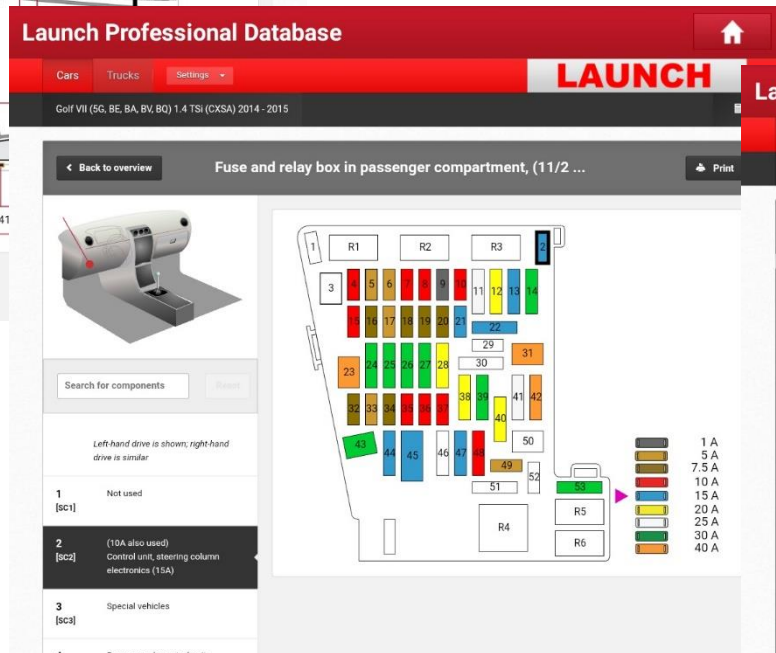 Launch Professional Database
Cars Trucks Settings
LAUNCH
La
Golf VII (5G, BE, BA, BV, BQ) 1.4 TSi (CXSA) 2014 - 2015
Back to overview
Fuse and relay box in passenger compartment, (11/2 ...
Print
41
Search for components
Left-hand drive is shown; right-hand
drive is similar
1 Not used
[SC1]
2 (10A also used)
[SC2] Control unit, steering column
electronics (15A)
3 Special vehicles
[SC3]
1 R1 R2 R3 2
3 4 5 6 7 8 9 10 11 12 13 14
15 16 17 18 19 20 21 22
29
23 24 25 26 27 28 30 31
32 33 34 35 36 37 38 39 40 41 42
43 44 45 46 47 48 49 50
51 52 53
R4 R5
R6
1 A
5 A
7.5 A
10 A
15 A
20 A
25 A
30 A
40 A